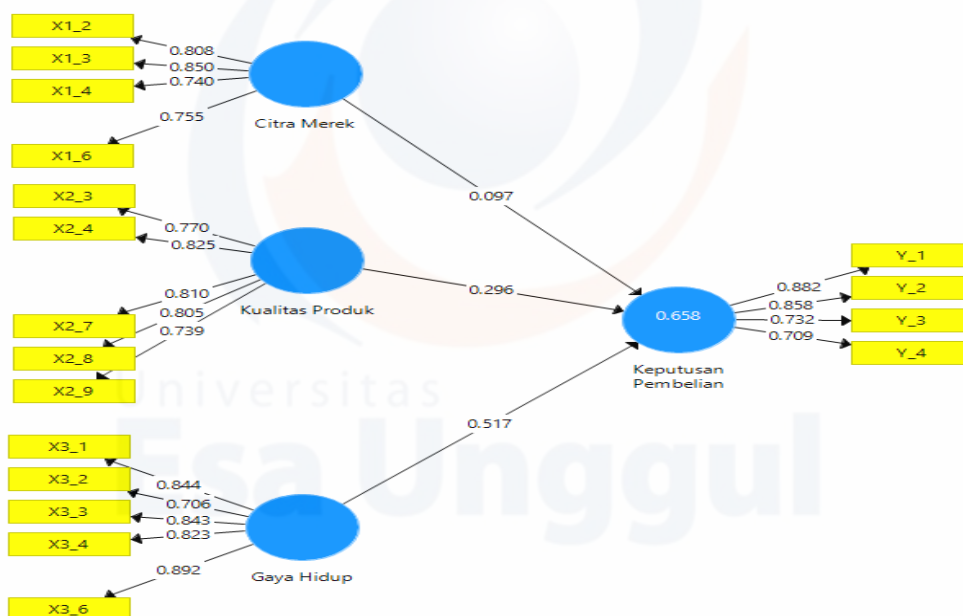 X1_2
X1_3
X1_4
X1_6
0.808
0.850
0.740
0.755
Citra Merek
0.097
X2_3
X2_4
X2_7
X2_8
X2_9
0.770
0.825
0.810
0.805
0.739
Kualitas Produk
0.296
X3_1
X3_2
X3_3
X3_4
X3_6
0.844
0.706
0.843
0.823
0.892
Gaya Hidup
0.517
0.658
Keputusan
Pembelian
0.882
0.858
0.732
0.709
Y_1
Y_2
Y_3
Y_4
Universitas
Esa Unggul